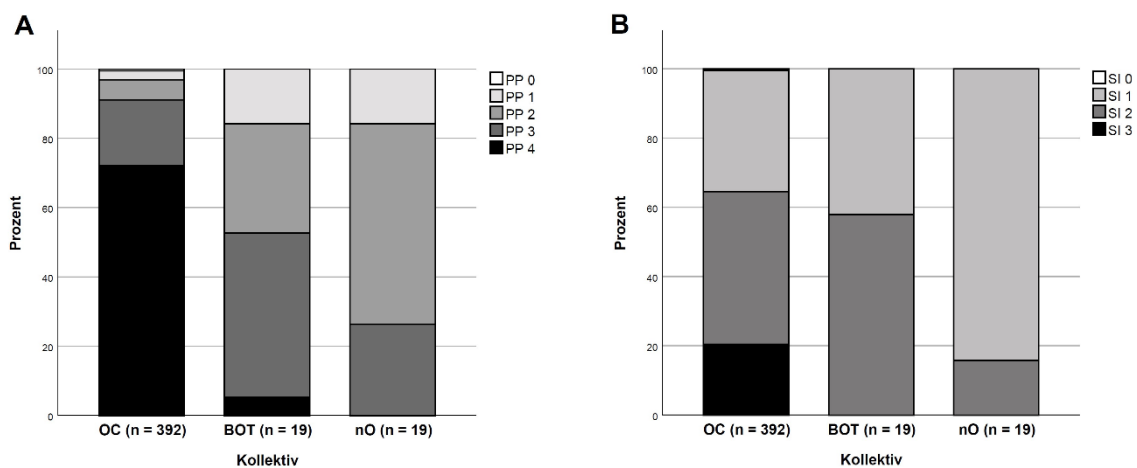 A
Prozent
100
80
60
40
20
0
OC (n = 392) BOT (n = 19) nO (n = 19)
Kollektiv
PP 0
PP 1
PP 2
PP 3
PP 4
B
Prozent
100
80
60
40
20
0
OC (n = 392) BOT (n = 19) nO (n = 19)
Kollektiv
SI 0
SI 1
SI 2
SI 3